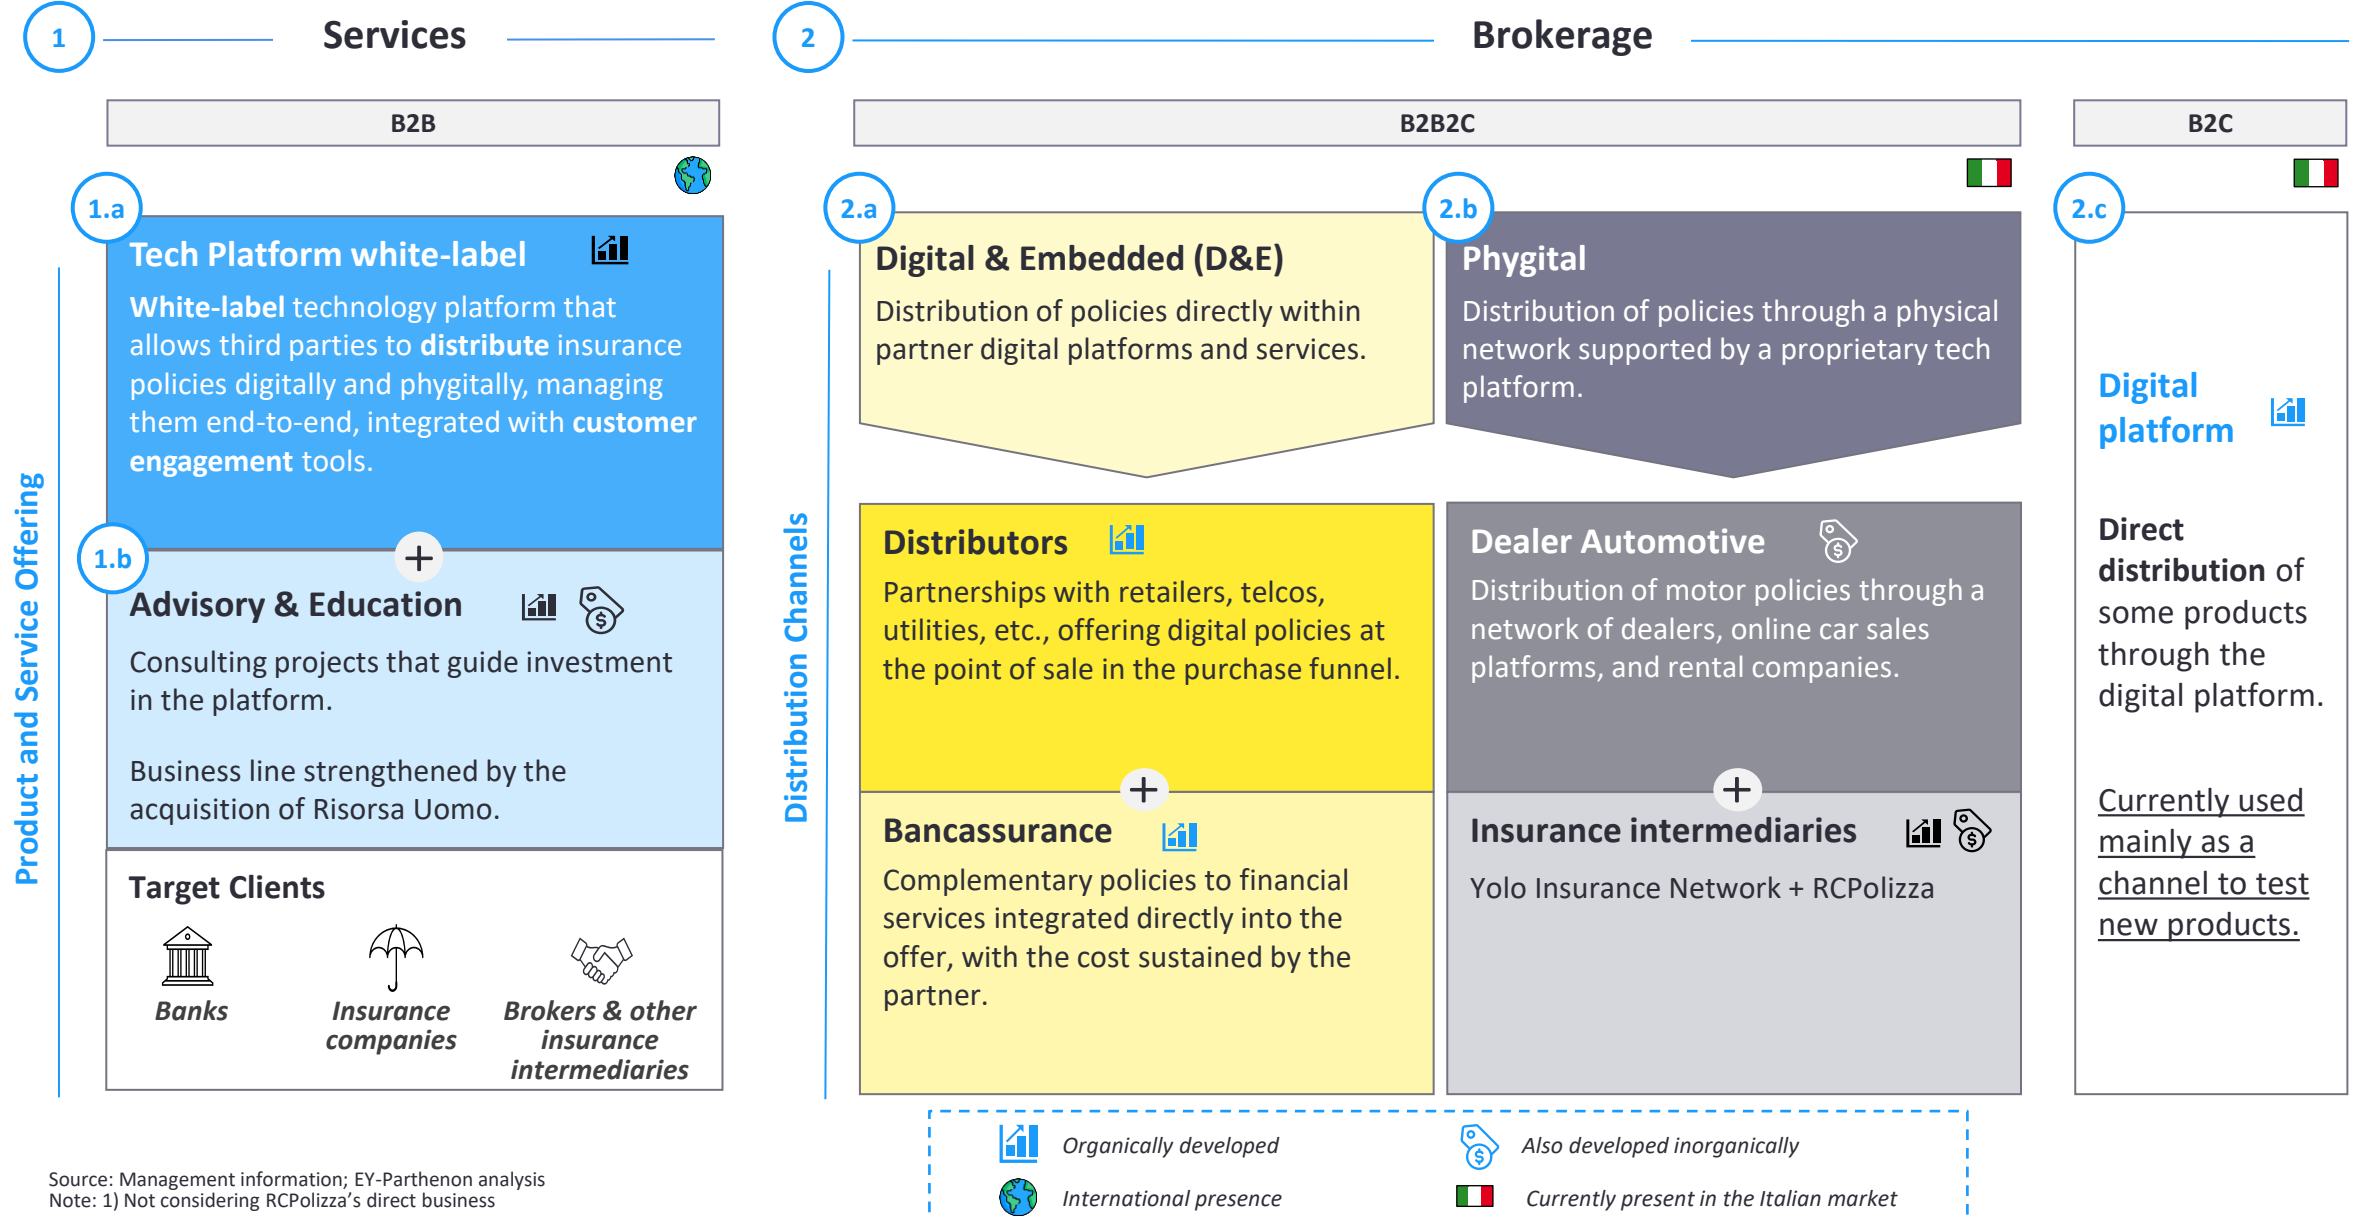 1
Services
2
Brokerage
B2B
B2B2C
B2C
Product and Service Offering
1.a
Tech Platform white-label
White-label technology platform that
allows third parties to distribute insurance
policies digitally and phygitally, managing
them end-to-end, integrated with customer
engagement tools.
1.b
+
Advisory & Education
Consulting projects that guide investment
in the platform.
Business line strengthened by the
acquisition of Risorsa Uomo.
Target Clients
Banks
Insurance
companies
Brokers & other
insurance
intermediaries
Distribution Channels
2.a
Digital & Embedded (D&E)
Distribution of policies directly within
partner digital platforms and services.
Distributors
Partnerships with retailers, telcos,
utilities, etc., offering digital policies at
the point of sale in the purchase funnel.
+
Bancassurance
Complementary policies to financial
services integrated directly into the
offer, with the cost sustained by the
partner.
2.b
Phygital
Distribution of policies through a physical
network supported by a proprietary tech
platform.
Dealer Automotive
Distribution of motor policies through a
network of dealers, online car sales
platforms, and rental companies.
+
Insurance intermediaries
Yolo Insurance Network + RCPolizza
2.c
Digital
platform
Direct
distribution of
some products
through the
digital platform.
Currently used
mainly as a
channel to test
new products.
Organically developed
Also developed inorganically
International presence
Currently present in the Italian market
Source: Management information; EY-Parthenon analysis
Note: 1) Not considering RCPolizza’s direct business